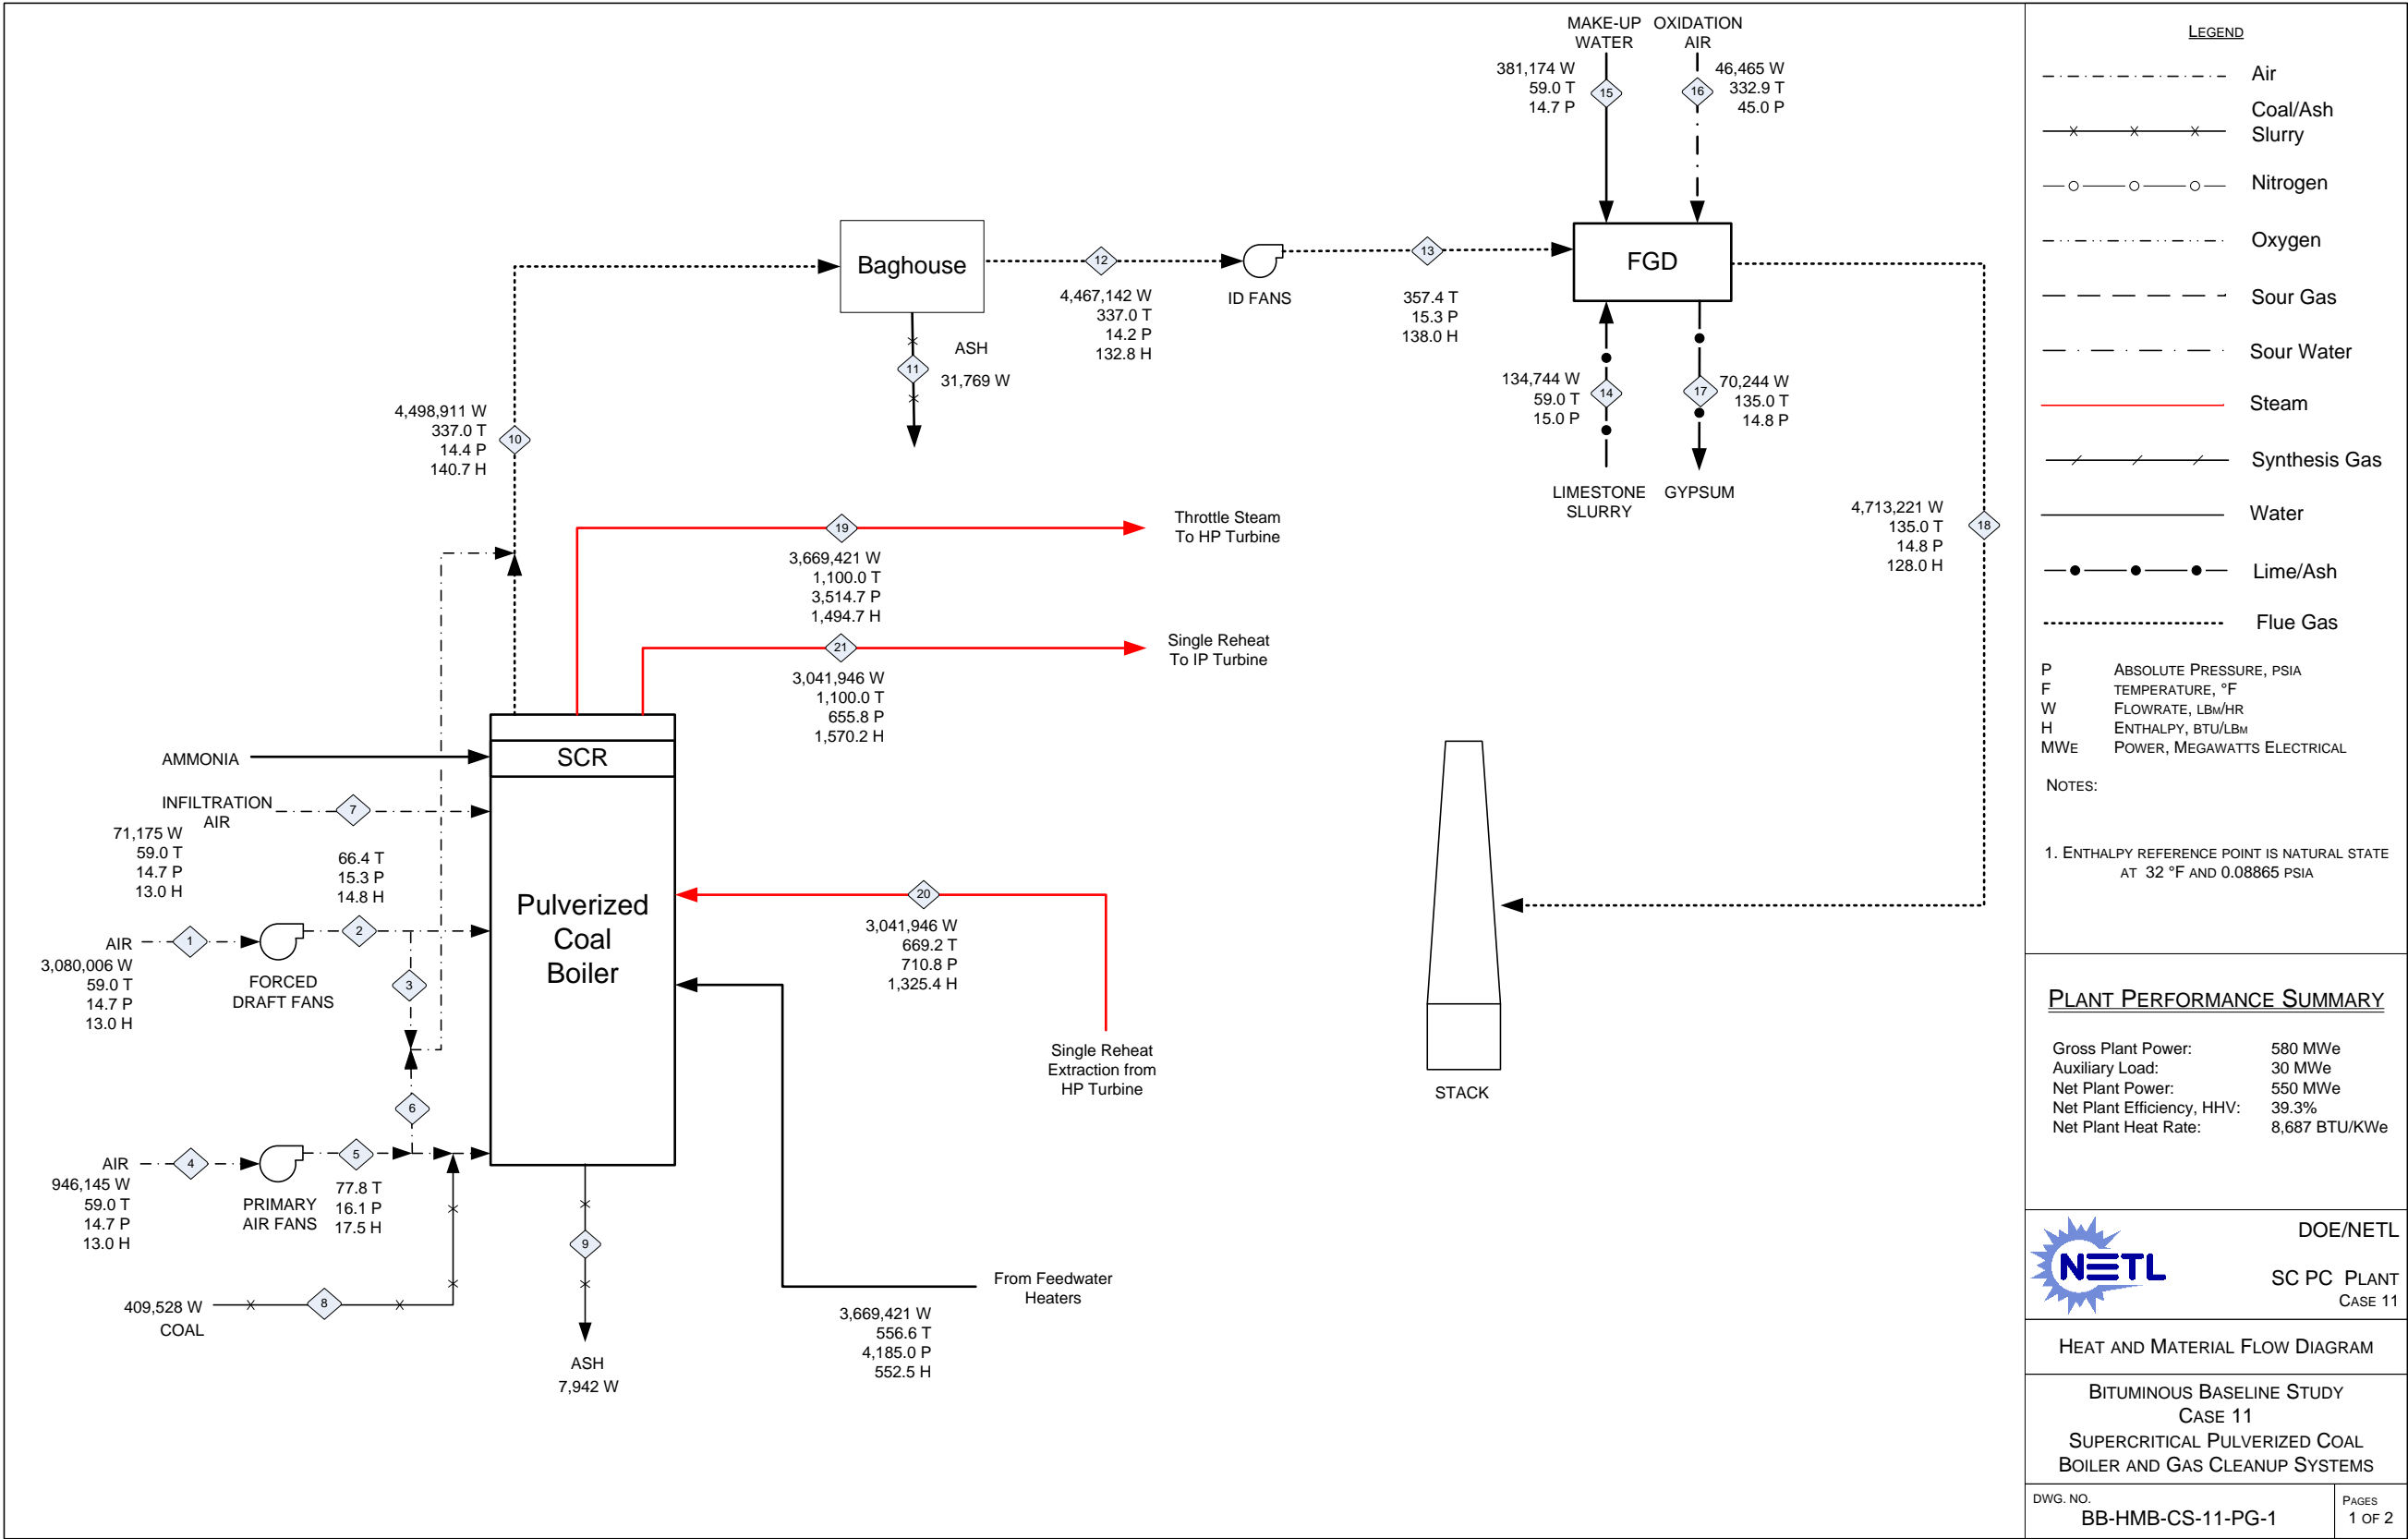 MAKE-UP
WATER
OXIDATION
AIR
381,174 W
59.0 T
14.7 P
15
16
46,465 W
332.9 T
45.0 P
Baghouse
12
4,467,142 W
337.0 T
14.2 P
132.8 H
ID FANS
13
357.4 T
15.3 P
138.0 H
FGD
ASH
11
31,769 W
134,744 W
59.0 T
15.0 P
14
17
70,244 W
135.0 T
14.8 P
LIMESTONE
SLURRY
GYPSUM
4,498,911 W
337.0 T
14.4 P
140.7 H
10
4,713,221 W
135.0 T
14.8 P
128.0 H
18
19
Throttle Steam
To HP Turbine
3,669,421 W
1,100.0 T
3,514.7 P
1,494.7 H
21
Single Reheat
To IP Turbine
3,041,946 W
1,100.0 T
655.8 P
1,570.2 H
AMMONIA
SCR
INFILTRATION
AIR
7
71,175 W
59.0 T
14.7 P
13.0 H
66.4 T
15.3 P
14.8 H
Pulverized
Coal
Boiler
20
3,041,946 W
669.2 T
710.8 P
1,325.4 H
AIR
1
2
3,080,006 W
59.0 T
14.7 P
13.0 H
FORCED
DRAFT FANS
3
Single Reheat
Extraction from
HP Turbine
STACK
6
AIR
4
5
946,145 W
59.0 T
14.7 P
13.0 H
PRIMARY
AIR FANS
77.8 T
16.1 P
17.5 H
9
8
409,528 W
COAL
From Feedwater
Heaters
3,669,421 W
556.6 T
4,185.0 P
552.5 H
ASH
7,942 W
LEGEND
Air
Coal/Ash
Slurry
Nitrogen
Oxygen
Sour Gas
Sour Water
Steam
Synthesis Gas
Water
Lime/Ash
Flue Gas
P ABSOLUTE PRESSURE, PSIA
F TEMPERATURE, °F
W FLOWRATE, LBM/HR
H ENTHALPY, BTU/LBM
MWE POWER, MEGAWATTS ELECTRICAL
NOTES:
1. ENTHALPY REFERENCE POINT IS NATURAL STATE
AT 32 °F AND 0.08865 PSIA
PLANT PERFORMANCE SUMMARY
Gross Plant Power: 580 MWe
Auxiliary Load: 30 MWe
Net Plant Power: 550 MWe
Net Plant Efficiency, HHV: 39.3%
Net Plant Heat Rate: 8,687 BTU/KWe
NETL
DOE/NETL
SC PC PLANT
CASE 11
HEAT AND MATERIAL FLOW DIAGRAM
BITUMINOUS BASELINE STUDY
CASE 11
SUPERCRITICAL PULVERIZED COAL
BOILER AND GAS CLEANUP SYSTEMS
DWG. NO.
BB-HMB-CS-11-PG-1
PAGES
1 OF 2